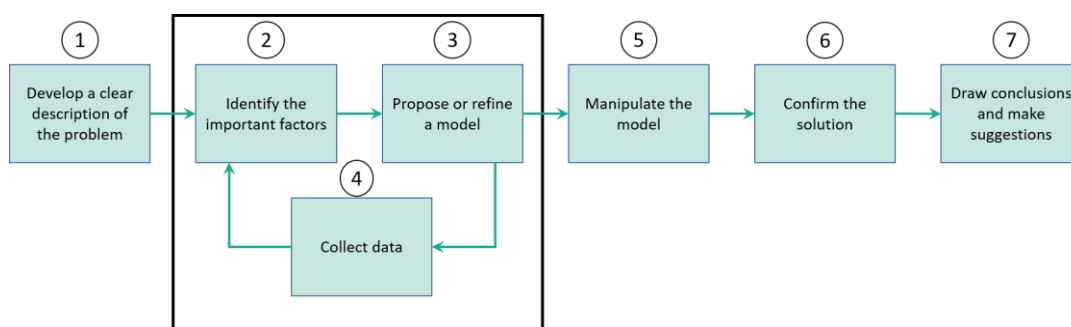 1
Develop a clear
description of
the problem
2
Identify the
important factors
3
Propose or refine
a model
4
Collect data
5
Manipulate the
model
6
Confirm the
solution
7
Draw conclusions
and make
suggestions